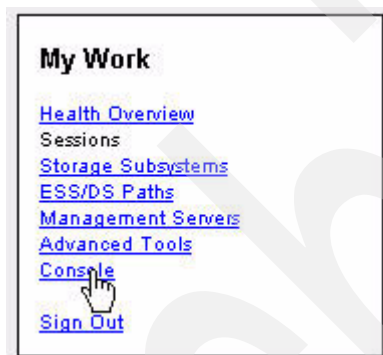 My Work
Health Overview
Sessions
Storage Subsystems
ESS/DS Paths
Management Servers
Advanced Tools
Console
Sign Out